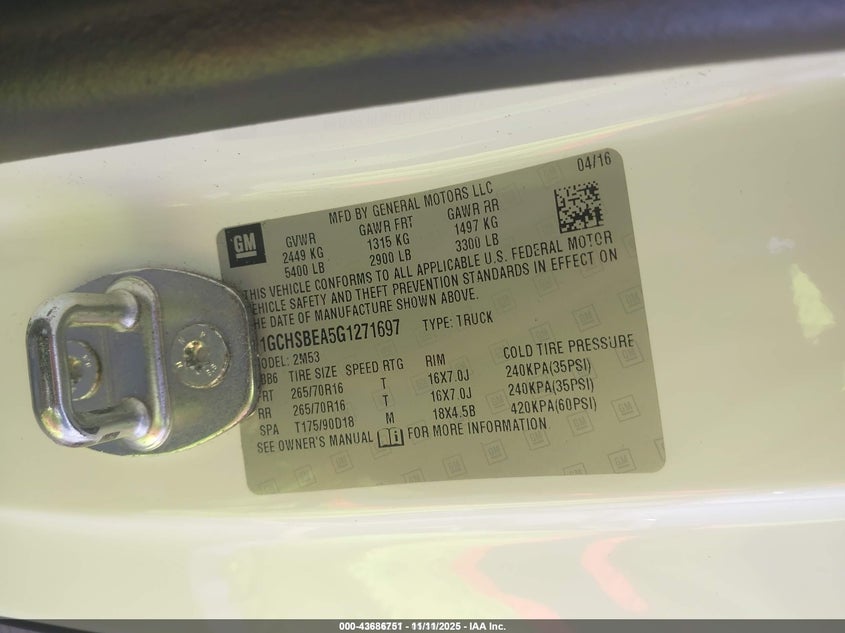 04/16
MFD BY GENERAL MOTORS LLC
GM
GVWR GAWR FRT GAWR RR
2449 KG 1315 KG 1497 KG
5400 LB 2900 LB 3300 LB
THIS VEHICLE CONFORMS TO ALL APPLICABLE U.S. FEDERAL MOTOR
VEHICLE SAFETY AND THEFT PREVENTION STANDARDS IN EFFECT ON
THE DATE OF MANUFACTURE SHOWN ABOVE.
1GCHSBEA5G1271697 TYPE: TRUCK
MODEL: 2M53
TIRE SIZE SPEED RTG RIM COLD TIRE PRESSURE
FRT 265/70R16 T 16X7.0J 240KPA(35PSI)
RR 265/70R16 T 16X7.0J 240KPA(35PSI)
SPA T175/90D18 M 18X4.5B 420KPA(60PSI)
SEE OWNER'S MANUAL FOR MORE INFORMATION
000-43686751 - 11/11/2025 - IAA Inc.